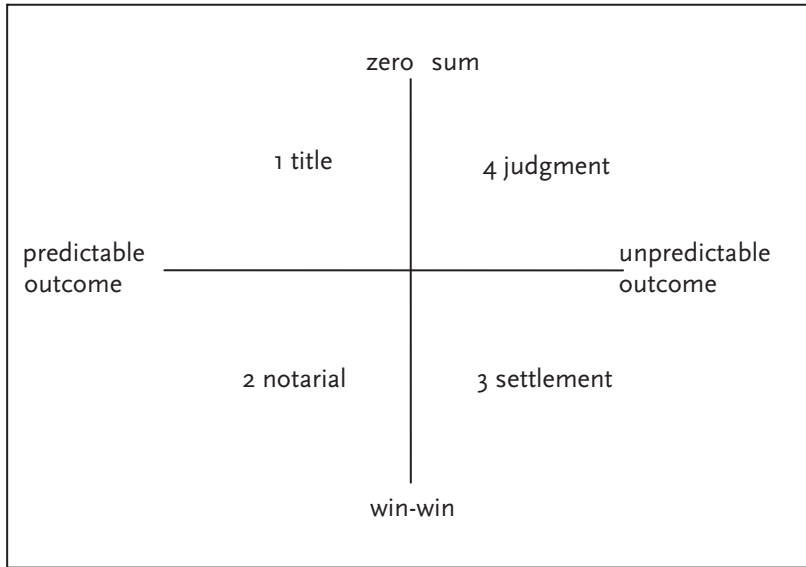 zero sum
1 title
4 judgment
predictable
outcome
unpredictable
outcome
2 notarial
3 settlement
win-win